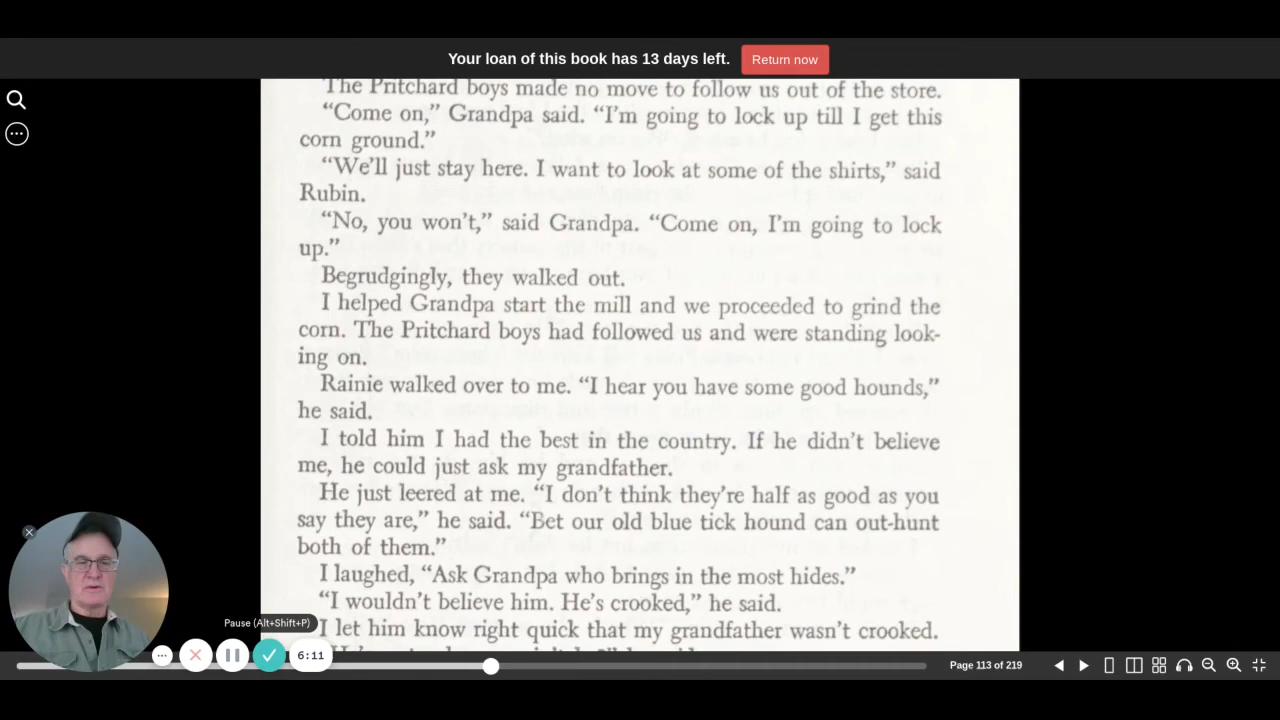 Your loan of this book has 13 days left. Return now
The Pritchard boys made no move to follow us out of the store.
“Come on,” Grandpa said. “I’m going to lock up till I get this
corn ground.”
“We’ll just stay here. I want to look at some of the shirts,” said
Rubin.
“No, you won’t,” said Grandpa. “Come on, I’m going to lock
up.”
Begrudgingly, they walked out.
I helped Grandpa start the mill and we proceeded to grind the
corn. The Pritchard boys had followed us and were standing look-
ing on.
Rainie walked over to me. “I hear you have some good hounds,”
he said.
I told him I had the best in the country. If he didn’t believe
me, he could just ask my grandfather.
He just leered at me. “I don’t think they’re half as good as you
say they are,” he said. “Bet our old blue tick hound can out-hunt
both of them.”
I laughed, “Ask Grandpa who brings in the most hides.”
“I wouldn’t believe him. He’s crooked,” he said.
I let him know right quick that my grandfather wasn’t crooked.
Pause (Alt+Shift+P)
6:11
Page 113 of 219